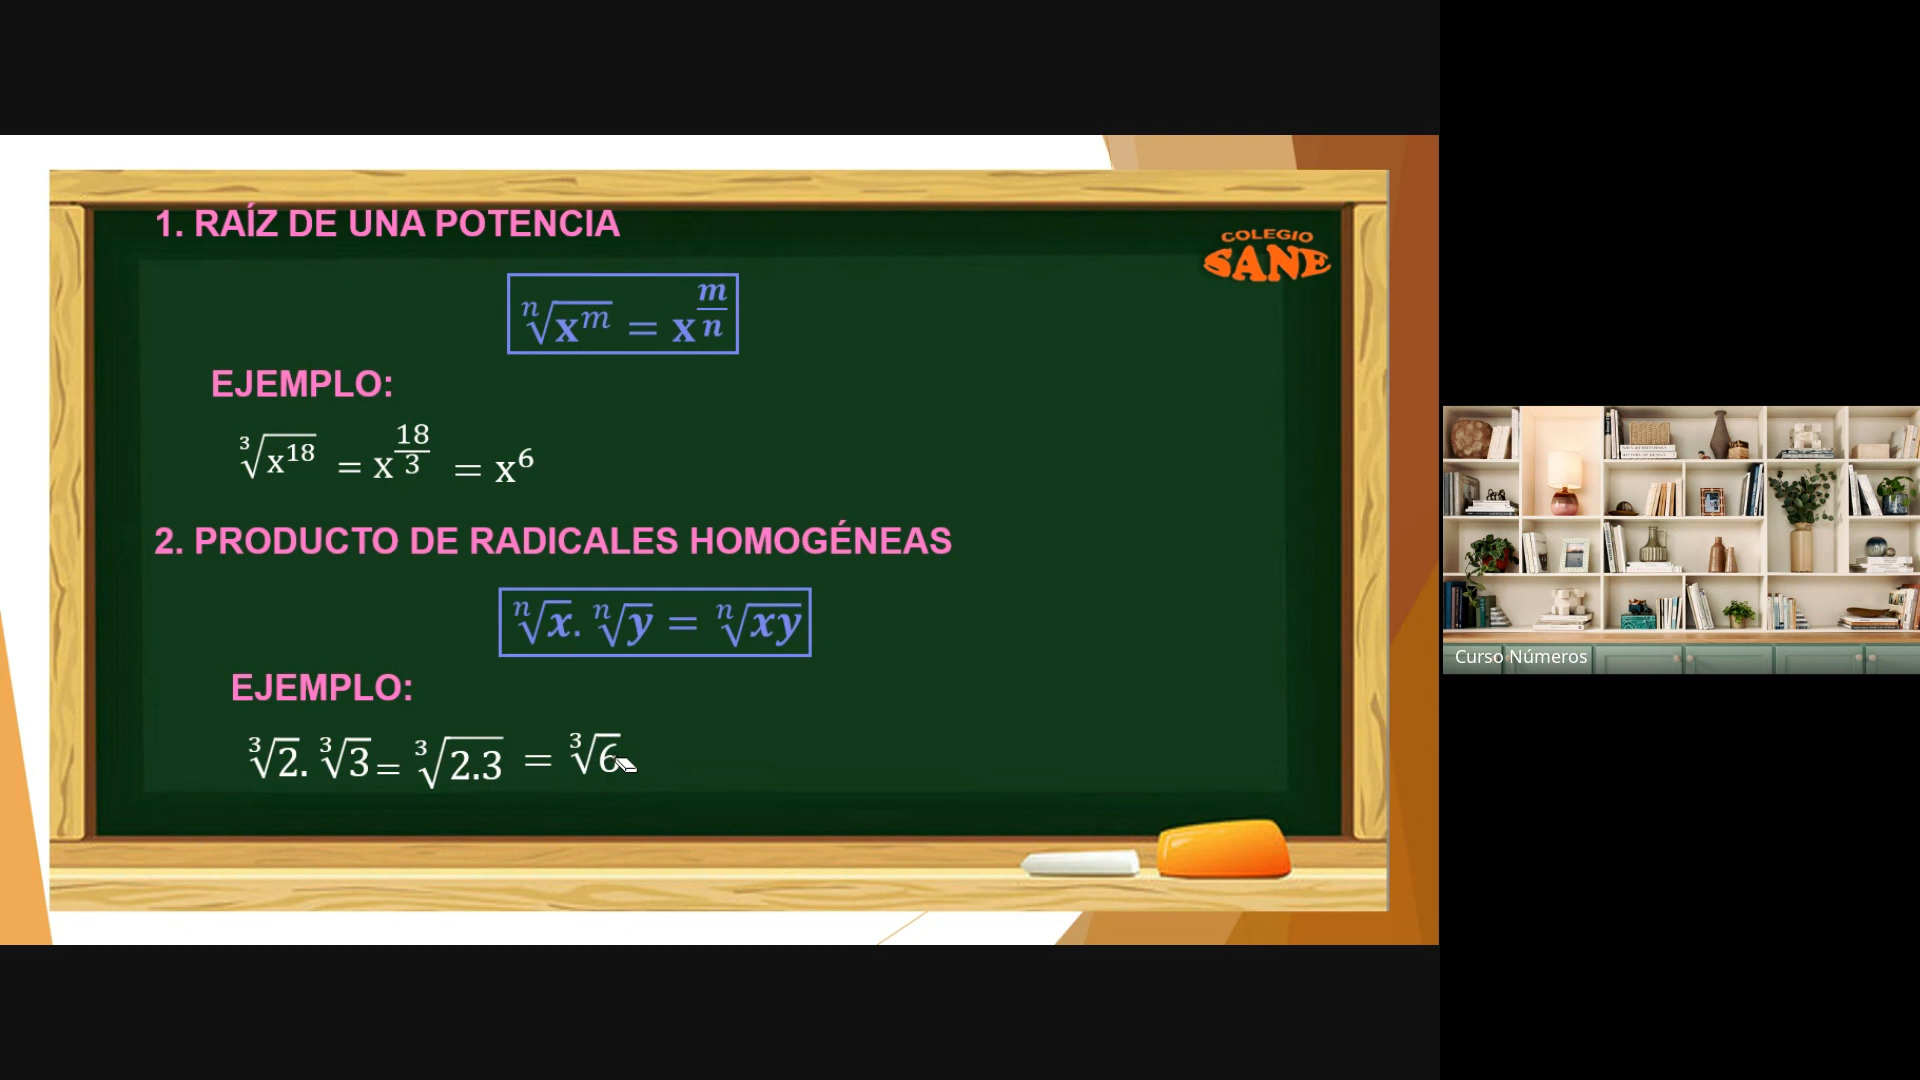 1. RAÍZ DE UNA POTENCIA
COLEGIO
SANE
ⁿ√xᵐ = x^(m/n)
EJEMPLO:
³√x¹⁸ = x^(18/3) = x⁶
2. PRODUCTO DE RADICALES HOMOGÉNEAS
ⁿ√x. ⁿ√y = ⁿ√xy
EJEMPLO:
³√2. ³√3 = ³√2.3 = ³√6
Curso Números